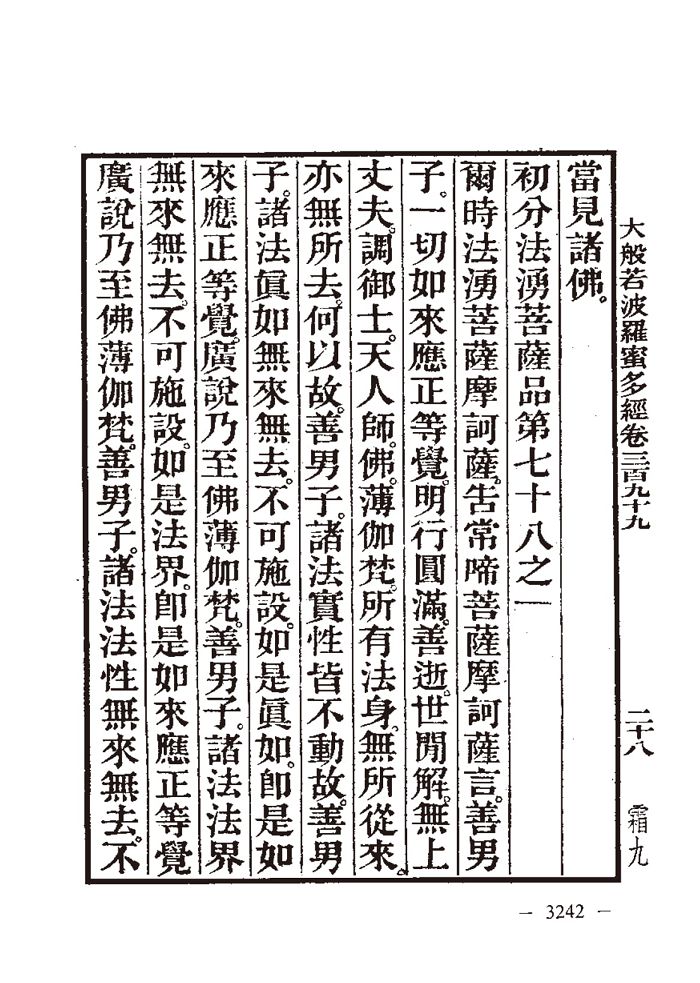 大般若波羅蜜多經卷三百九十九
二十八
霜九
當見諸佛。
初分法湧菩薩品第七十八之一
爾時法湧菩薩摩訶薩。告常啼菩薩摩訶薩言。善男
子。一切如來應正等覺。明行圓滿。善逝。世閒解。無上
丈夫。調御士。天人師。佛。薄伽梵。所有法身。無所從來。
亦無所去。何以故。善男子。諸法實性皆不動故。善男
子。諸法眞如無來無去。不可施設。如是眞如。卽是如
來應正等覺。廣說乃至佛薄伽梵。善男子。諸法法界
無來無去。不可施設。如是法界。卽是如來應正等覺
廣說乃至佛薄伽梵。善男子。諸法法性無來無去。不
— 3242 —